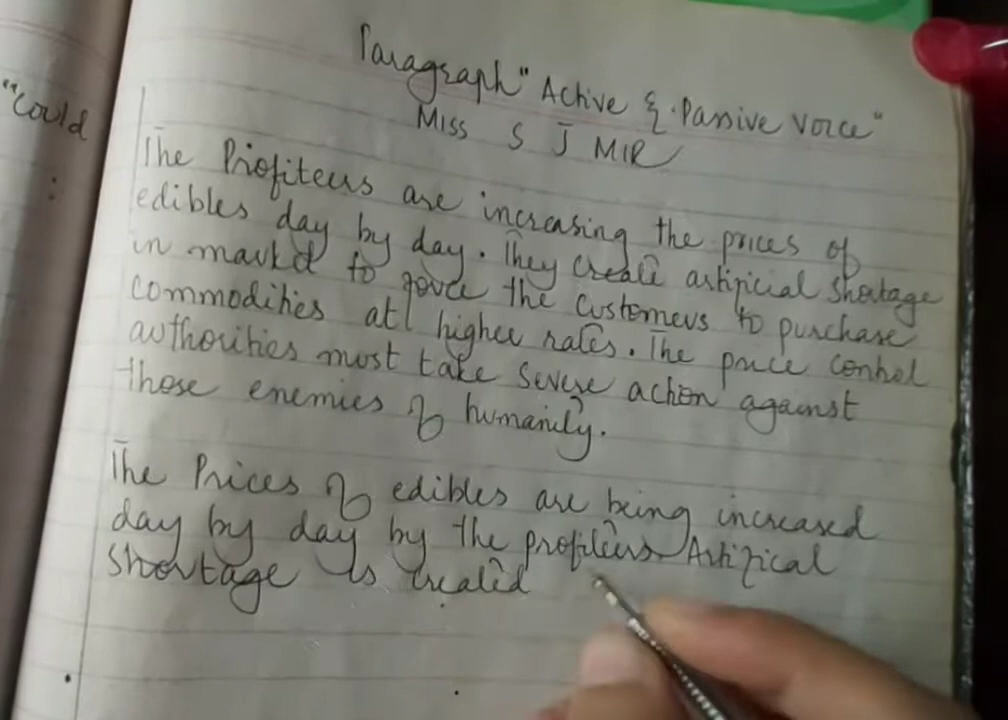 "Could
:
Paragraph "Active & Passive Voice"
Miss S J MIR
The Profiteers are increasing the prices of
edibles day by day. They create artificial shortage
in market to force the customers to purchase
commodities at higher rates. The price control
authorities must take severe action against
those enemies of humanity.
The Prices of edibles are being increased
day by day by the profiteers Artifical
Shortage is created